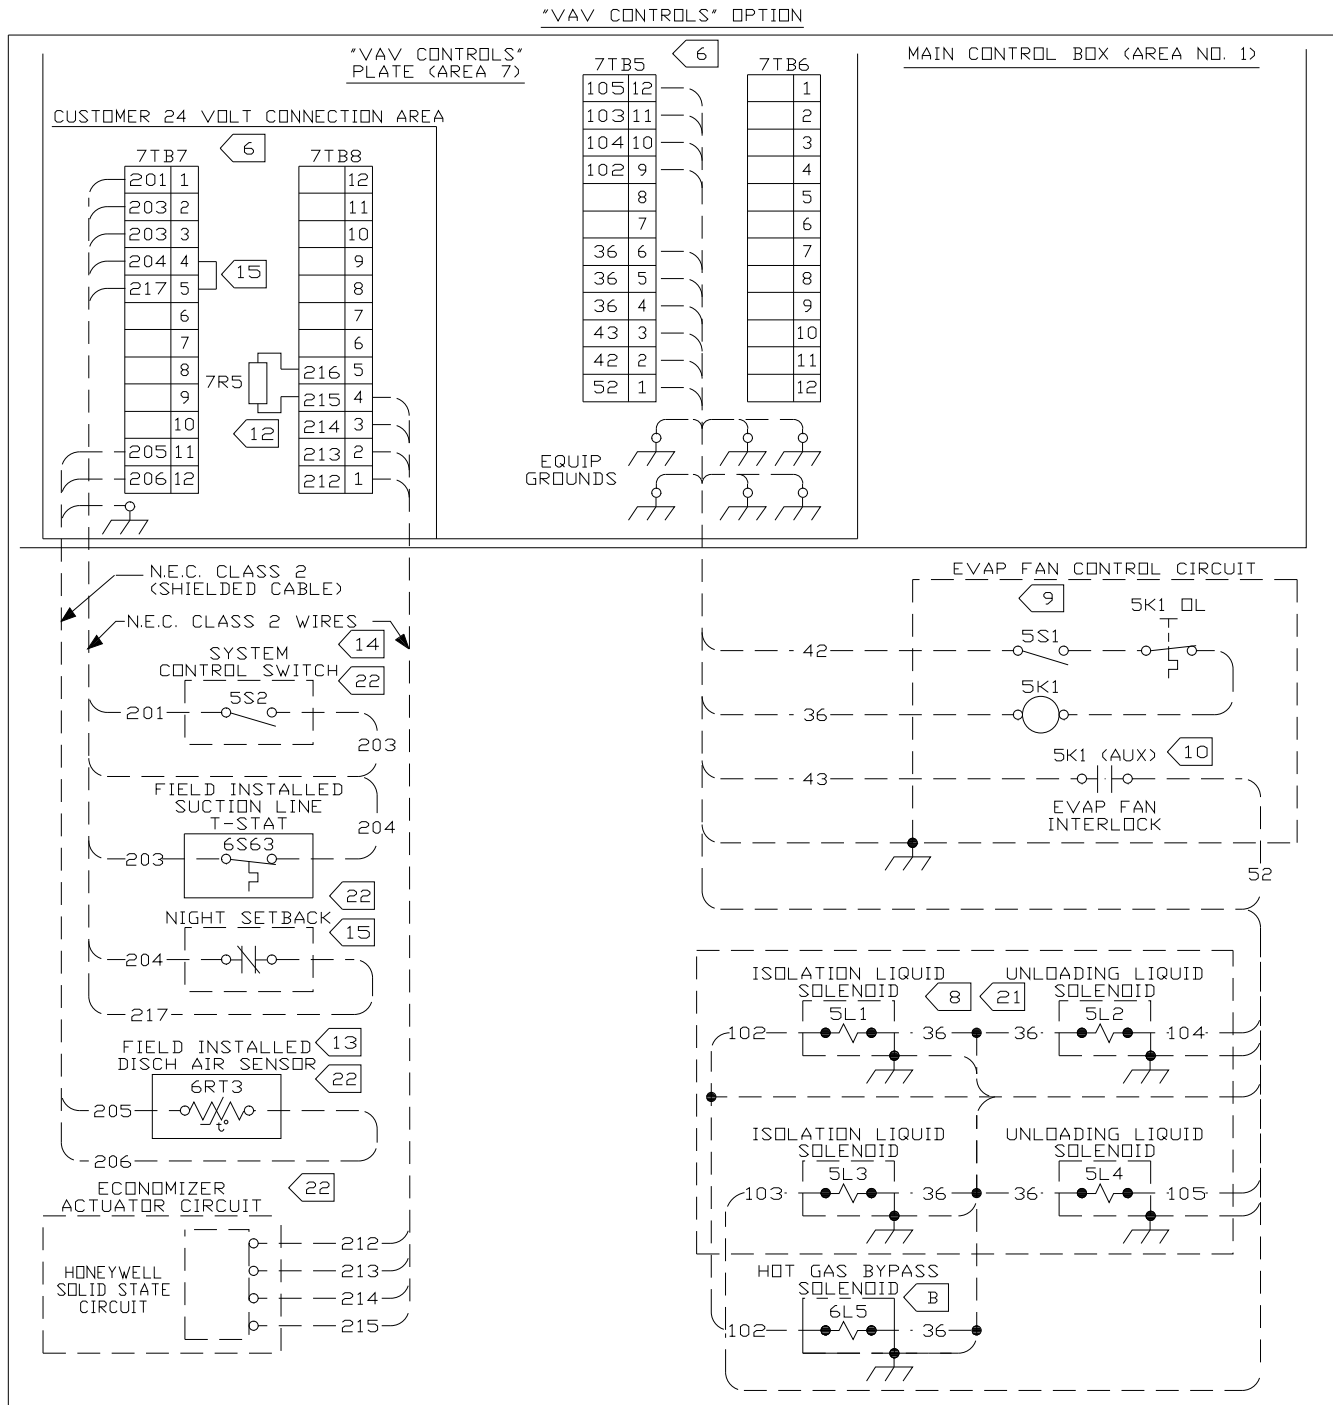 "VAV CONTROLS" OPTION
"VAV CONTROLS"
PLATE (AREA 7)
6
MAIN CONTROL BOX (AREA NO. 1)
CUSTOMER 24 VOLT CONNECTION AREA
6
7TB7
201 1
203 2
203 3
204 4
217 5
6
7
8
9
10
205 11
206 12
15
7TB8
12
11
10
9
8
7
6
216 5
215 4
214 3
213 2
212 1
7R5
12
7TB5
105 12
103 11
104 10
102 9
8
7
36 6
36 5
36 4
43 3
42 2
52 1
7TB6
1
2
3
4
5
6
7
8
9
10
11
12
EQUIP
GROUNDS
N.E.C. CLASS 2
(SHIELDED CABLE)
N.E.C. CLASS 2 WIRES
14
SYSTEM
CONTROL SWITCH
22
5S2
201
203
FIELD INSTALLED
SUCTION LINE
T-STAT
204
6S63
203
22
NIGHT SETBACK
15
204
217
FIELD INSTALLED
13
DISCH AIR SENSOR
22
6RT3
t°
205
206
ECONOMIZER
ACTUATOR CIRCUIT
22
HONEYWELL
SOLID STATE
CIRCUIT
212
213
214
215
EVAP FAN CONTROL CIRCUIT
9
5K1 OL
5S1
42
5K1
36
5K1 (AUX)
10
43
EVAP FAN
INTERLOCK
52
ISOLATION LIQUID
SOLENOID
8
21
UNLOADING LIQUID
SOLENOID
5L1
5L2
102
36
36
104
ISOLATION LIQUID
SOLENOID
UNLOADING LIQUID
SOLENOID
5L3
5L4
103
36
36
105
HOT GAS BYPASS
SOLENOID
B
6L5
102
36